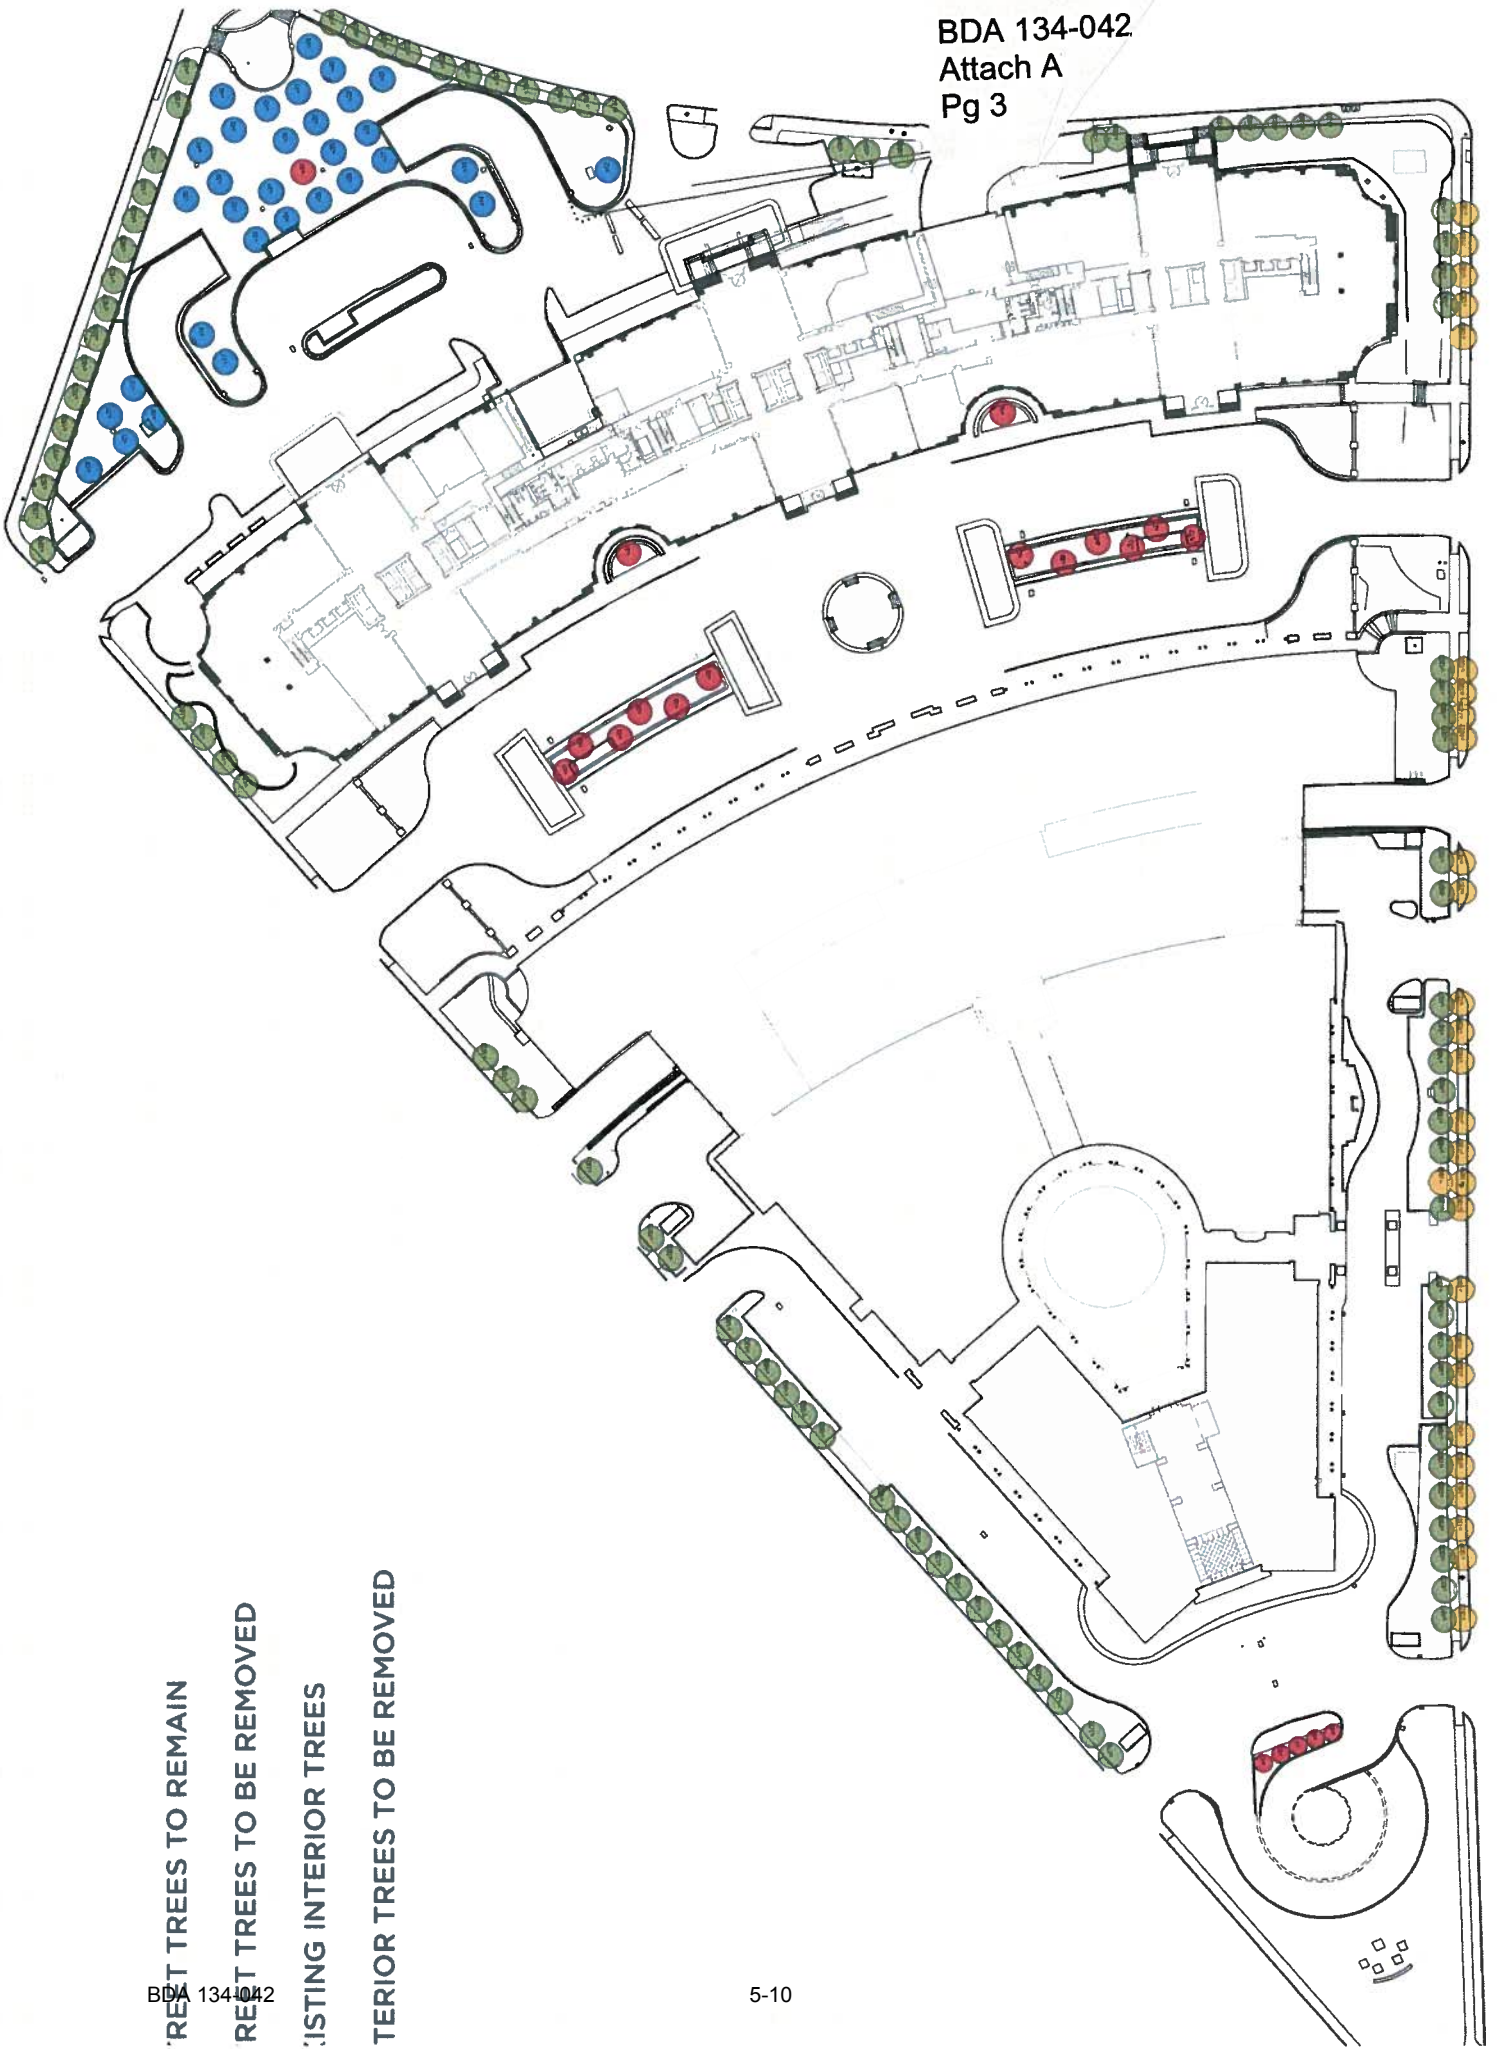 BDA 134-042
Attach A
Pg 3
REET TREES TO REMAIN
REET TREES TO BE REMOVED
ISTING INTERIOR TREES
TERIOR TREES TO BE REMOVED
BDA 134-042
5-10